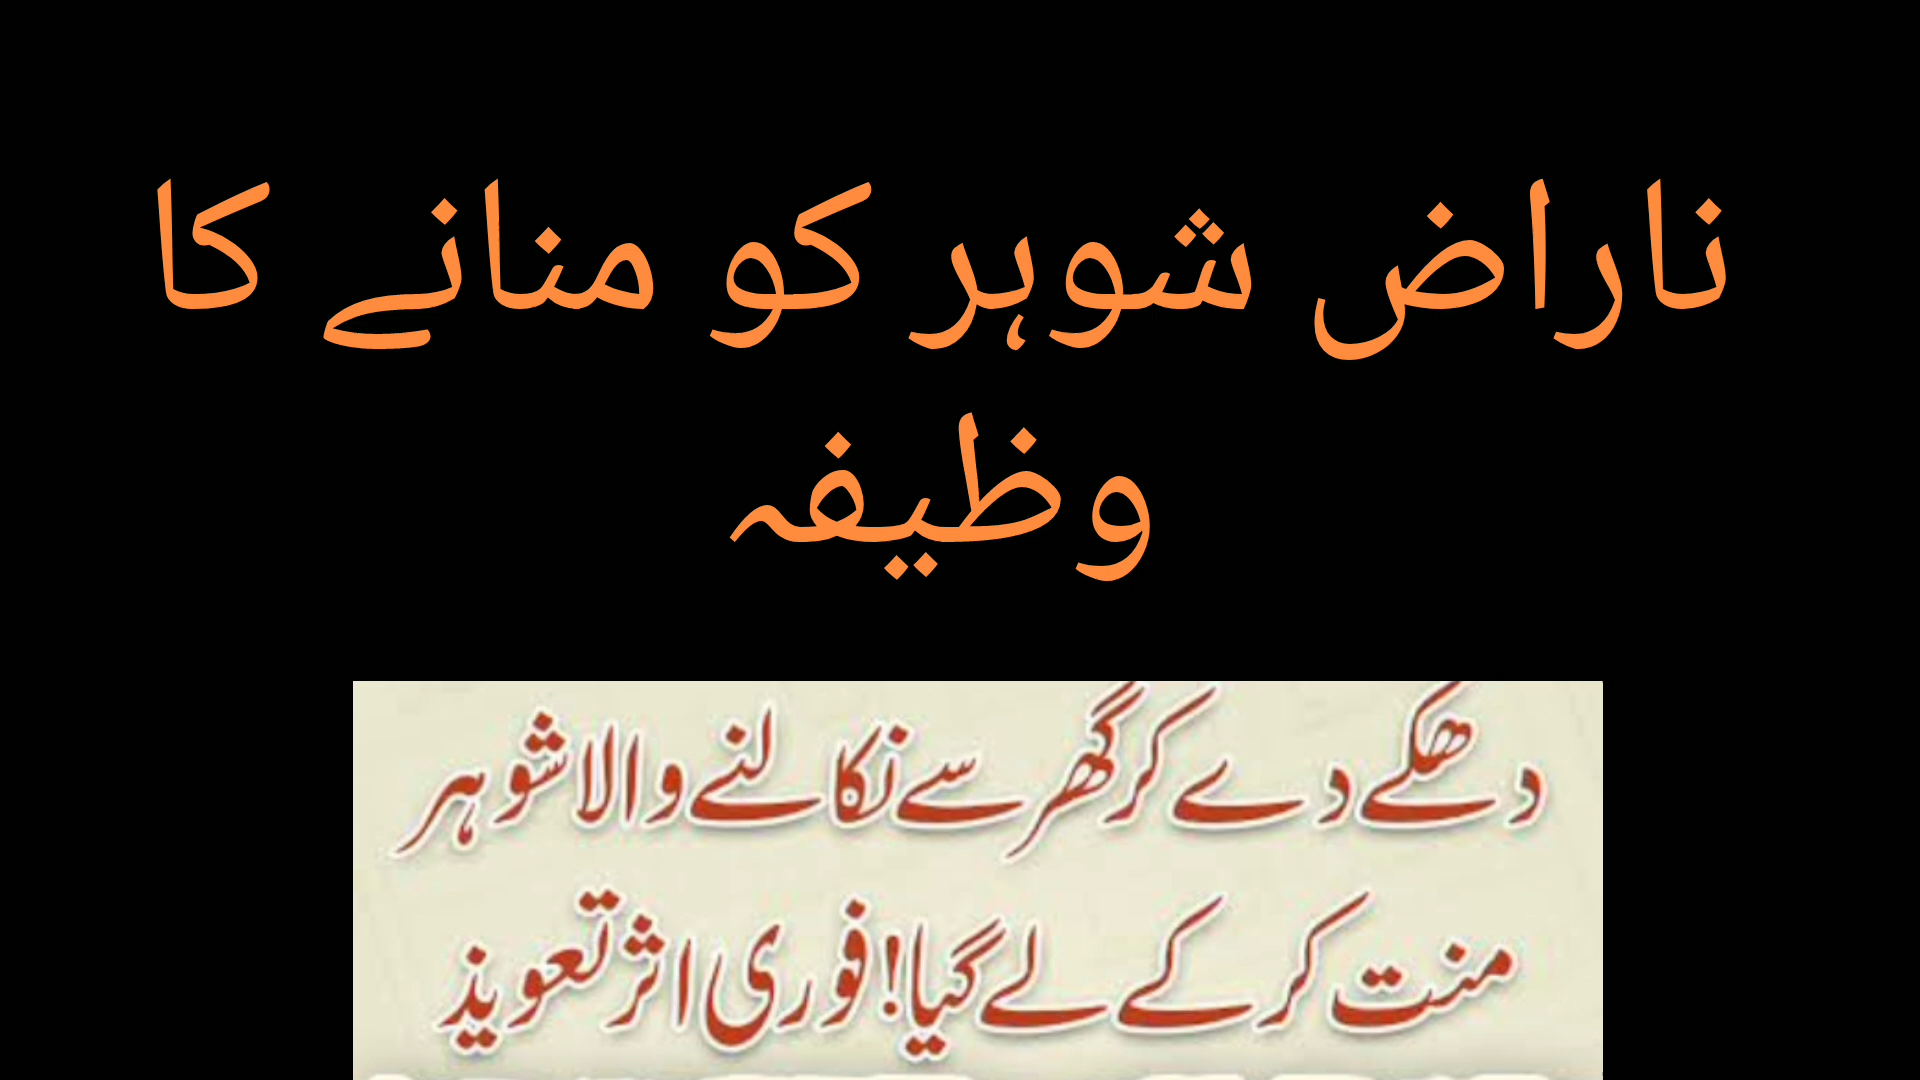 ناراض شوہر کو منانے کا
وظیفہ
دھکے دے کر گھر سے نکالنے والا شوہر
منت کر کے لے گیا! فوری اثر تعویذ